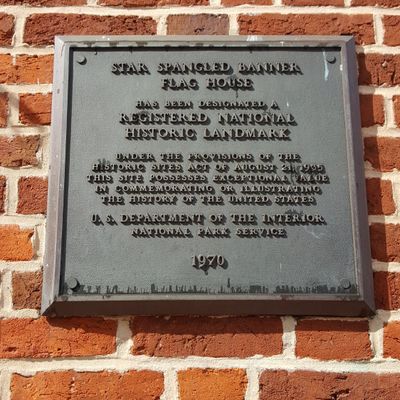 STAR SPANGLED BANNER
FLAG HOUSE
HAS BEEN DESIGNATED A
REGISTERED NATIONAL
HISTORIC LANDMARK
UNDER THE PROVISIONS OF THE
HISTORIC SITES ACT OF AUGUST 21, 1935
THIS SITE POSSESSES EXCEPTIONAL VALUE
IN COMMEMORATING OR ILLUSTRATING
THE HISTORY OF THE UNITED STATES
U. S. DEPARTMENT OF THE INTERIOR
NATIONAL PARK SERVICE
1970